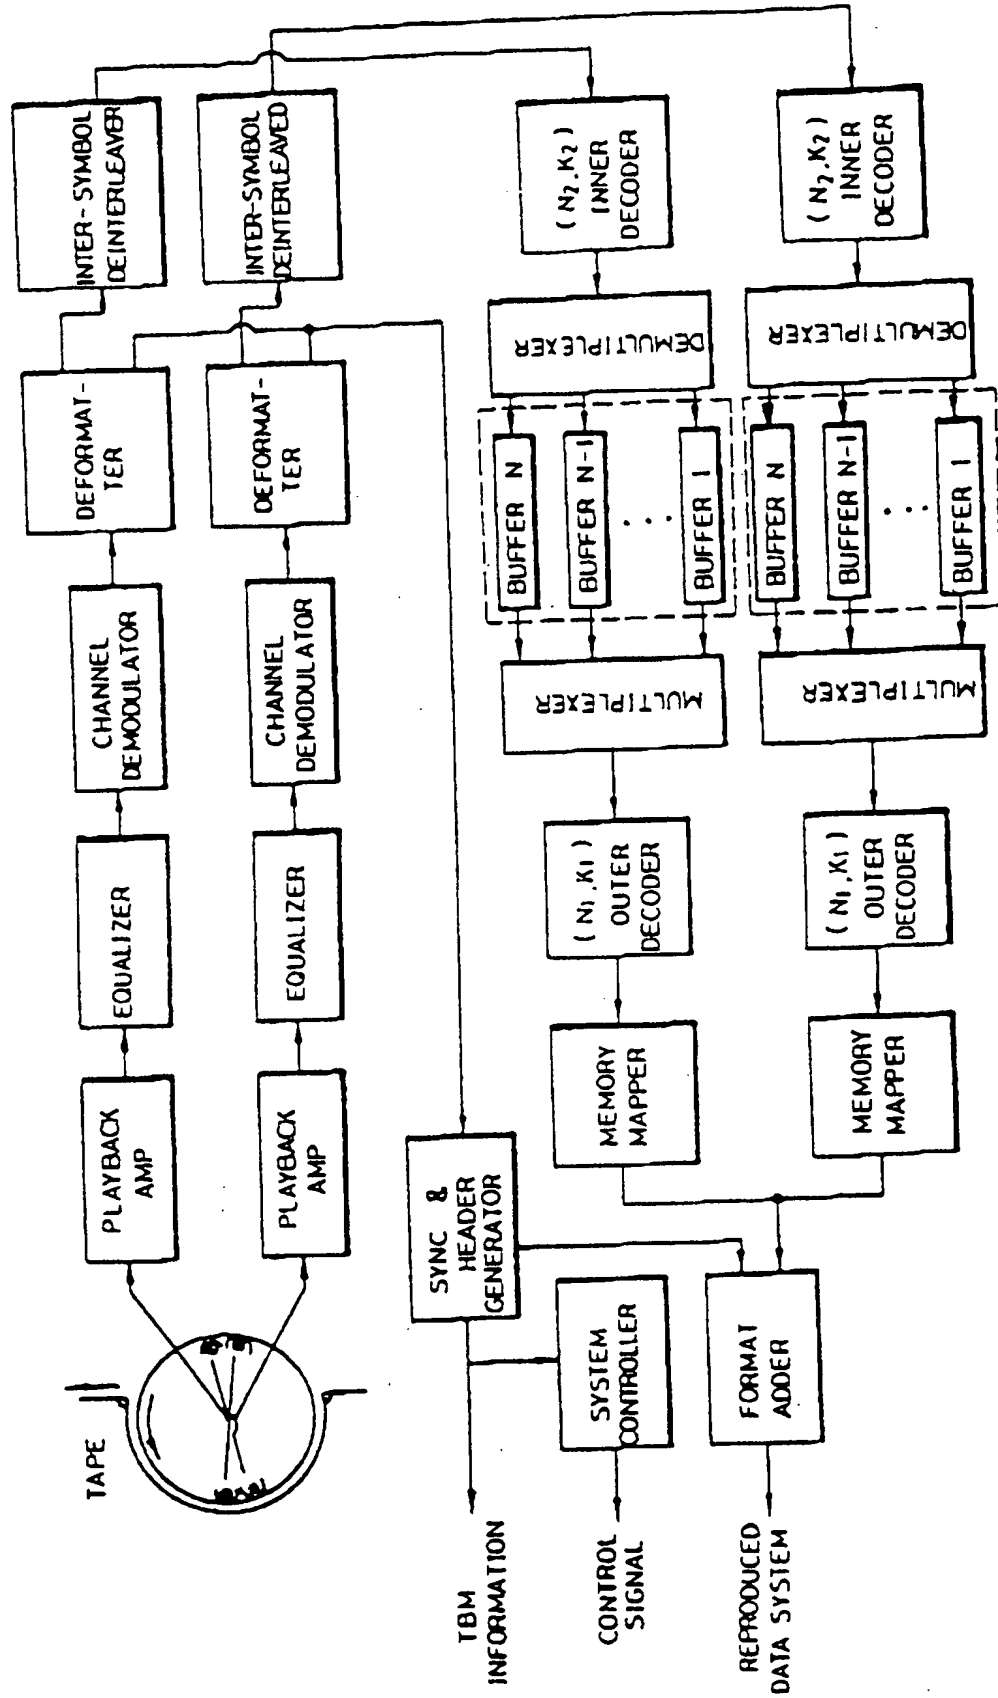 TAPE
PLAYBACK
AMP
EQUALIZER
CHANNEL
DEMODULATOR
DEFORMAT-
TER
INTER-SYMBOL
DEINTERLEAVER
PLAYBACK
AMP
EQUALIZER
CHANNEL
DEMODULATOR
DEFORMAT-
TER
INTER-SYMBOL
DEINTERLEAVED
TBM
INFORMATION
SYNC &
HEADER
GENERATOR
CONTROL
SIGNAL
SYSTEM
CONTROLLER
REPRODUCED
DATA SYSTEM
FORMAT
ADDER
MEMORY
MAPPER
(N1,K1)
OUTER
DECODER
MULTIPLEXER
BUFFER N
BUFFER N-1
...
BUFFER 1
DEMULTIPLEXER
(N2,K2)
INNER
DECODER
MEMORY
MAPPER
(N1,K1)
OUTER
DECODER
MULTIPLEXER
BUFFER N
BUFFER N-1
...
BUFFER 1
DEMULTIPLEXER
(N2,K2)
INNER
DECODER